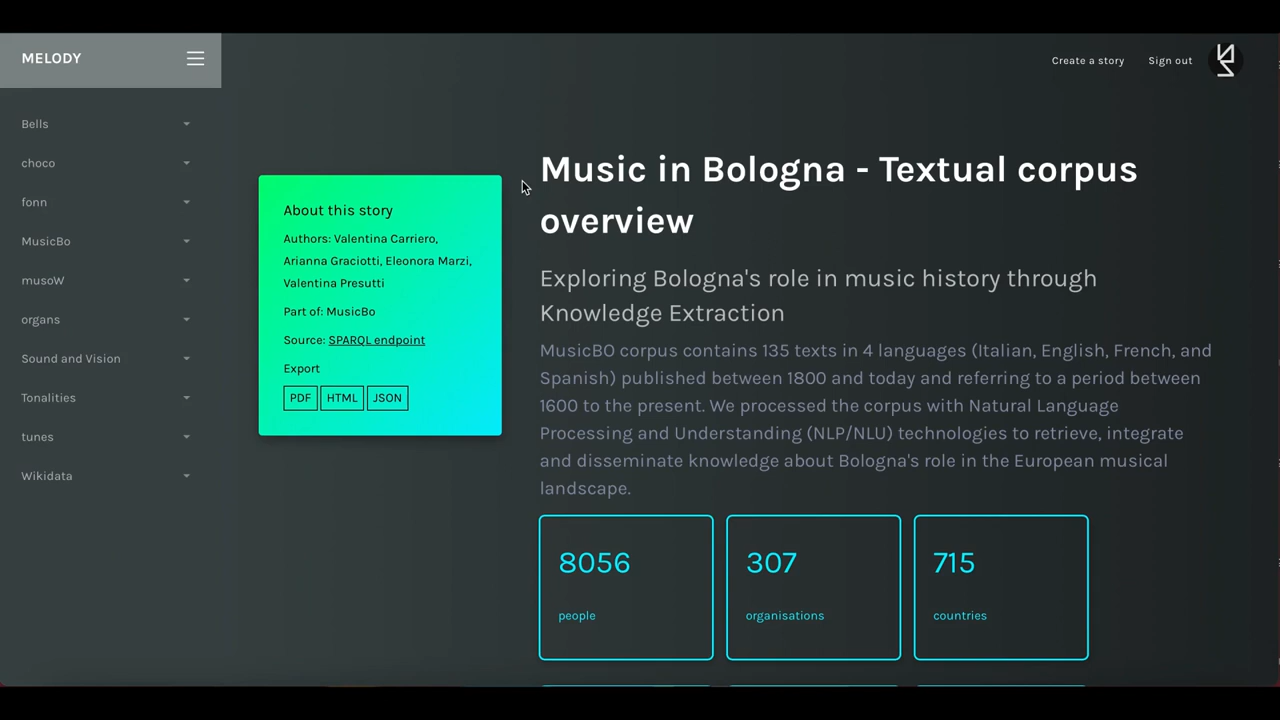 MELODY
Create a story
Sign out
Bells
choco
fonn
MusicBo
musoW
organs
Sound and Vision
Tonalities
tunes
Wikidata
About this story
Authors: Valentina Carriero,
Arianna Graciotti, Eleonora Marzi,
Valentina Presutti
Part of: MusicBo
Source: SPARQL endpoint
Export
PDF HTML JSON
Music in Bologna - Textual corpus
overview
Exploring Bologna's role in music history through
Knowledge Extraction
MusicBO corpus contains 135 texts in 4 languages (Italian, English, French, and
Spanish) published between 1800 and today and referring to a period between
1600 to the present. We processed the corpus with Natural Language
Processing and Understanding (NLP/NLU) technologies to retrieve, integrate
and disseminate knowledge about Bologna's role in the European musical
landscape.
8056
people
307
organisations
715
countries